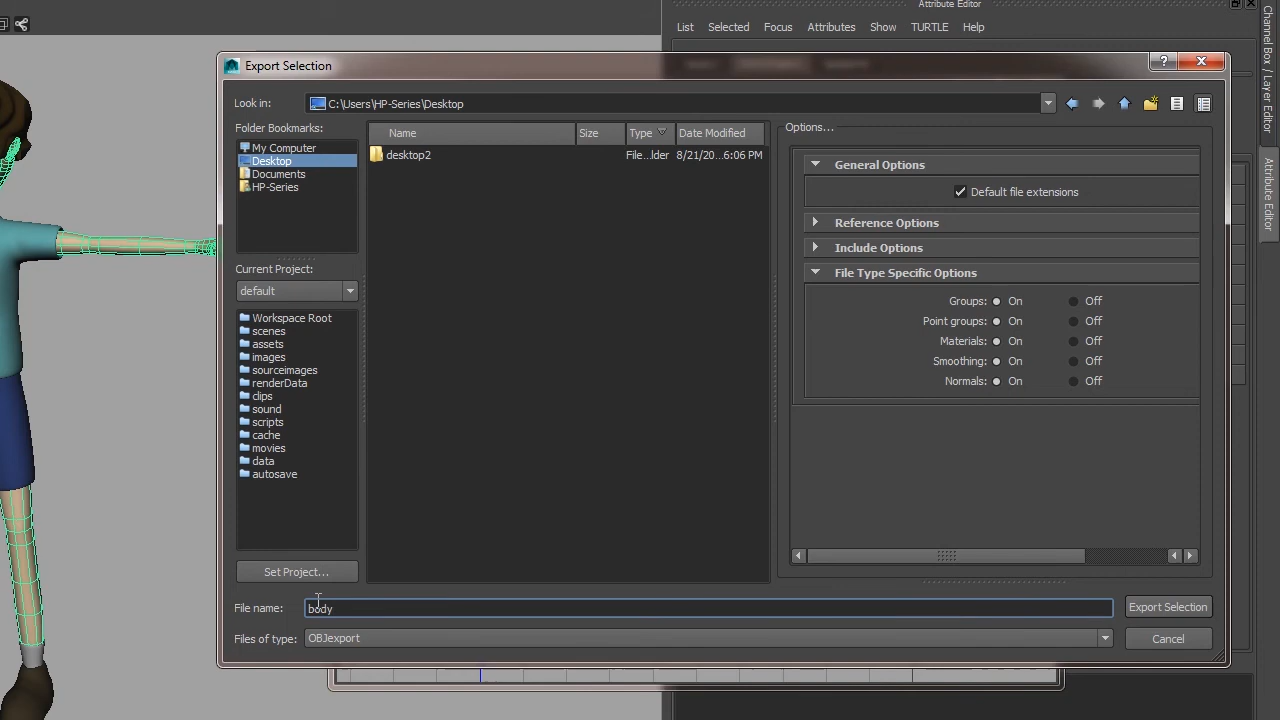 Attribute Editor
List Selected Focus Attributes Show TURTLE Help
Channel Box / Layer Editor
Attribute Editor
Export Selection
Look in: C:\Users\HP-Series\Desktop
Folder Bookmarks:
My Computer
Desktop
Documents
HP-Series
Current Project:
default
Workspace Root
scenes
assets
images
sourceimages
renderData
clips
sound
scripts
cache
movies
data
autosave
Set Project...
Name Size Type Date Modified
desktop2 File...lder 8/21/20...6:06 PM
Options...
General Options
Default file extensions
Reference Options
Include Options
File Type Specific Options
Groups: On Off
Point groups: On Off
Materials: On Off
Smoothing: On Off
Normals: On Off
File name: body Export Selection
Files of type: OBJexport Cancel